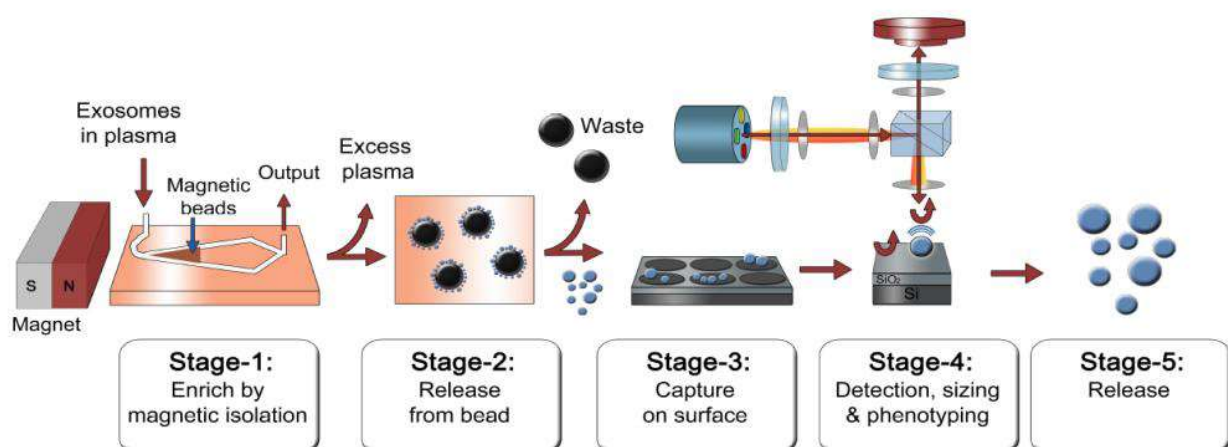 Exosomes
in plasma
Magnetic
beads
Output
S N
Magnet
Excess
plasma
Waste
SiO₂
Si
Stage-1:
Enrich by
magnetic isolation
Stage-2:
Release
from bead
Stage-3:
Capture
on surface
Stage-4:
Detection, sizing
& phenotyping
Stage-5:
Release